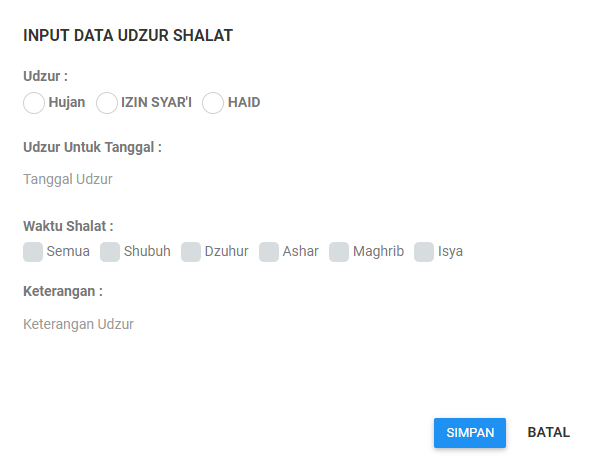 INPUT DATA UDZUR SHALAT
Udzur :
Hujan IZIN SYAR'I HAID
Udzur Untuk Tanggal :
Tanggal Udzur
Waktu Shalat :
Semua Shubuh Dzuhur Ashar Maghrib Isya
Keterangan :
Keterangan Udzur
SIMPAN BATAL